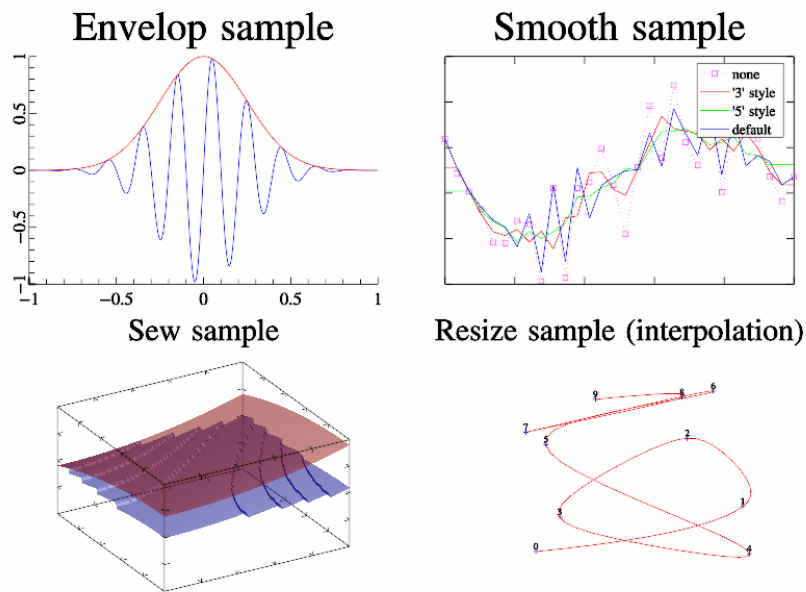 Envelop sample
1
0.5
0
−0.5
−1
−1
−0.5
0
0.5
1
Smooth sample
none
'3' style
'5' style
default
Sew sample
Resize sample (interpolation)
9
8
6
7
5
2
3
1
0
4